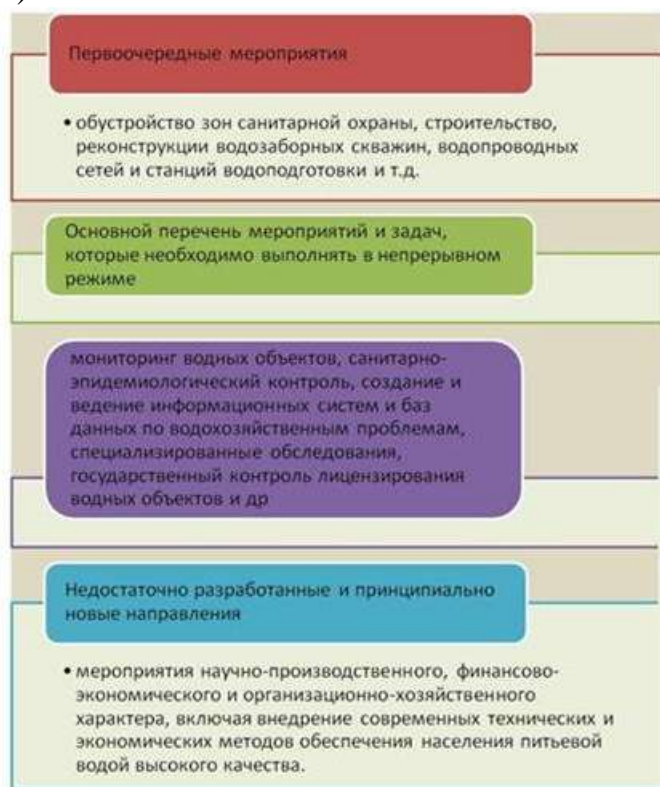 Первоочередные мероприятия
• обустройство зон санитарной охраны, строительство,
реконструкции водозаборных скважин, водопроводных
сетей и станций водоподготовки и т.д.
Основной перечень мероприятий и задач,
которые необходимо выполнять в непрерывном
режиме
мониторинг водных объектов, санитарно-
эпидемиологический контроль, создание и
ведение информационных систем и баз
данных по водохозяйственным проблемам,
специализированные обследования,
государственный контроль лицензирования
водных объектов и др
Недостаточно разработанные и принципиально
новые направления
• мероприятия научно-производственного, финансово-
экономического и организационно-хозяйственного
характера, включая внедрение современных технических и
экономических методов обеспечения населения питьевой
водой высокого качества.